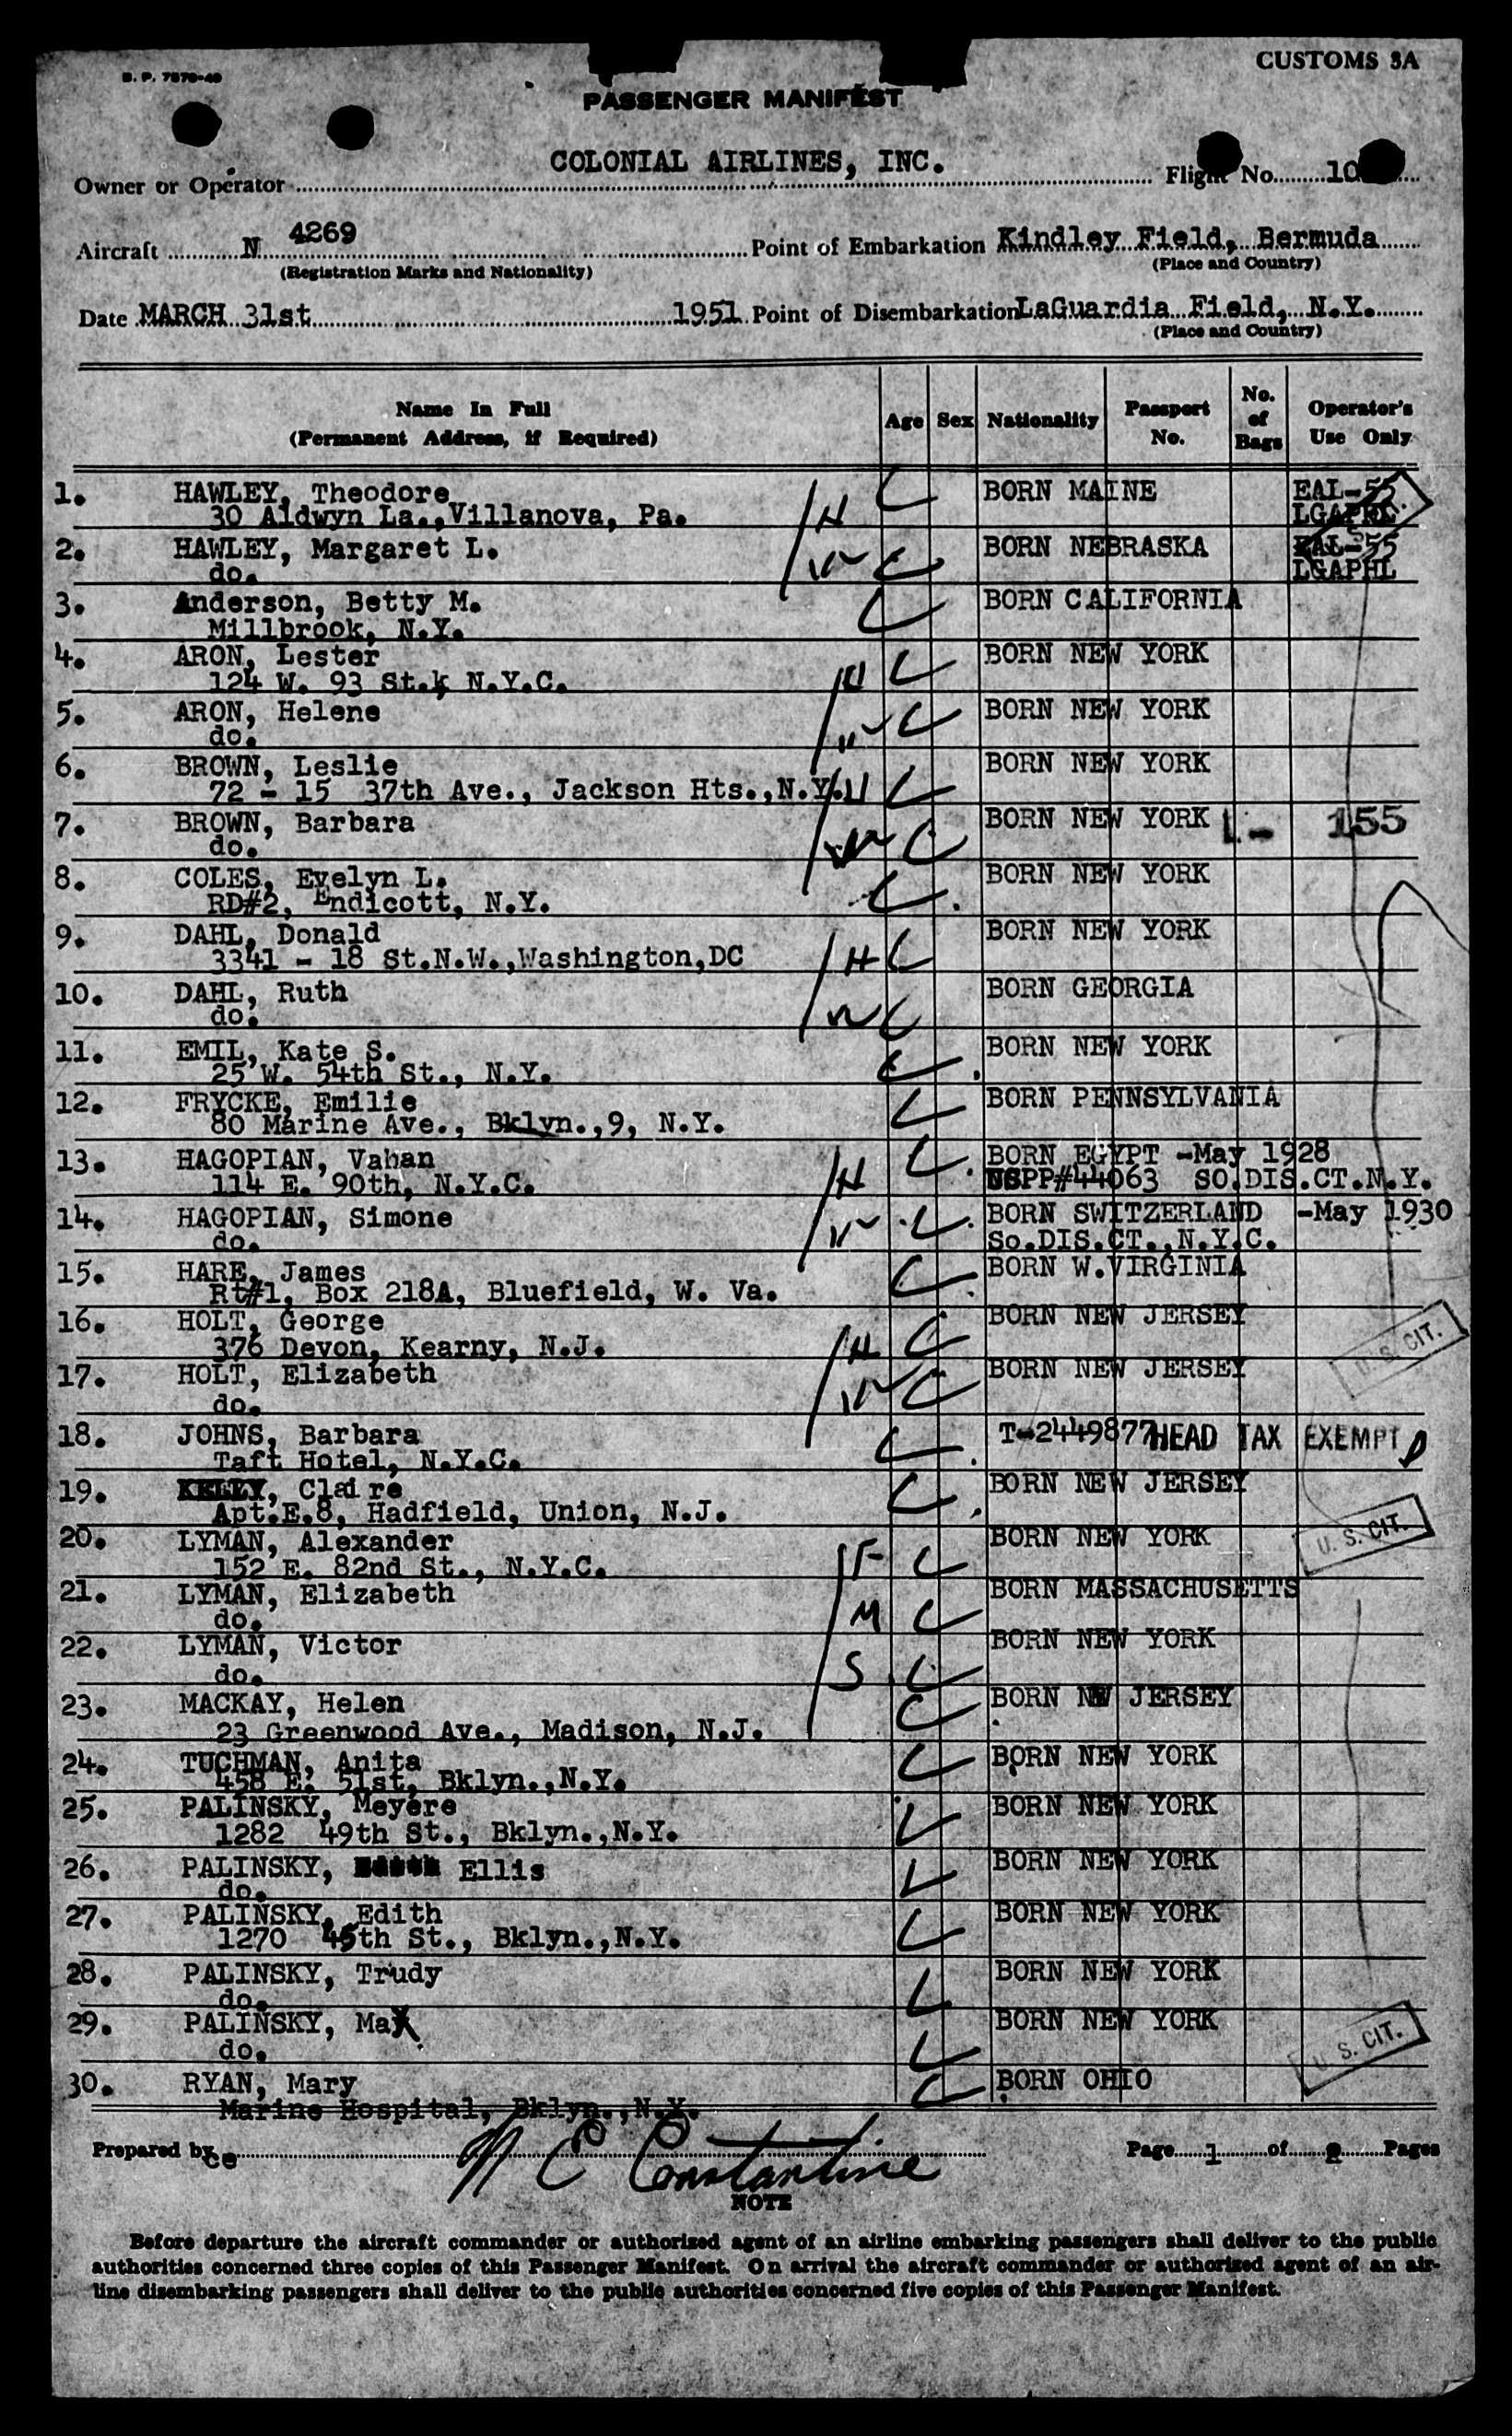 B. P. 7878-49
CUSTOMS 3A
PASSENGER MANIFEST
Owner or Operator COLONIAL AIRLINES, INC. Flight No. 10
Aircraft N 4269 Point of Embarkation Kindley Field, Bermuda
(Registration Marks and Nationality) (Place and Country)
Date MARCH 31st 1951 Point of Disembarkation LaGuardia Field, N.Y.
(Place and Country)
Name In Full (Permanent Address, if Required) Age Sex Nationality Passport No. No. of Bags Operator's Use Only
1. HAWLEY, Theodore BORN MAINE EAL-55
30 Aldwyn La., Villanova, Pa. H C LGAPHL
2. HAWLEY, Margaret L. BORN NEBRASKA EAL-55
do. W C LGAPHL
3. Anderson, Betty M. C BORN CALIFORNIA
Millbrook, N.Y.
4. ARON, Lester C BORN NEW YORK
124 W. 93 St.k N.Y.C. H
5. ARON, Helene C BORN NEW YORK
do. W
6. BROWN, Leslie BORN NEW YORK
72 - 15 37th Ave., Jackson Hts.,N.Y. H C
7. BROWN, Barbara BORN NEW YORK 1- 155
do. W C
8. COLES, Evelyn L. BORN NEW YORK
RD#2, Endicott, N.Y. C
9. DAHL, Donald BORN NEW YORK
3341 - 18 St.N.W.,Washington,DC H C
10. DAHL, Ruth BORN GEORGIA
do. W C
11. EMIL, Kate S. BORN NEW YORK
25 W. 54th St., N.Y. C
12. FRYCKE, Emilie BORN PENNSYLVANIA
80 Marine Ave., Bklyn.,9, N.Y. C
13. HAGOPIAN, Vahan C BORN EGYPT -May 1928
114 E. 90th, N.Y.C. H USPP#44063 SO.DIS.CT.N.Y.
14. HAGOPIAN, Simone C BORN SWITZERLAND -May 1930
do. W So.DIS.CT.,N.Y.C.
15. HARE, James C BORN W.VIRGINIA
Rt#1, Box 218A, Bluefield, W. Va.
16. HOLT, George BORN NEW JERSEY
376 Devon, Kearny, N.J. H C U. S. CIT.
17. HOLT, Elizabeth BORN NEW JERSEY
do. W C
18. JOHNS, Barbara C T-2449877 HEAD TAX EXEMPT
Taft Hotel, N.Y.C.
19. KELLY, Claire C BORN NEW JERSEY
Apt.E.8, Hadfield, Union, N.J.
20. LYMAN, Alexander BORN NEW YORK U. S. CIT.
152 E. 82nd St., N.Y.C. F C
21. LYMAN, Elizabeth BORN MASSACHUSETTS
do. M C
22. LYMAN, Victor BORN NEW YORK
do. S C
23. MACKAY, Helen C BORN NEW JERSEY
23 Greenwood Ave., Madison, N.J.
24. TUCHMAN, Anita C BORN NEW YORK
458 E. 51st, Bklyn.,N.Y.
25. PALINSKY, Meyere BORN NEW YORK
1282 49th St., Bklyn.,N.Y. C
26. PALINSKY, Ellis BORN NEW YORK
do. C
27. PALINSKY, Edith BORN NEW YORK
1270 45th St., Bklyn.,N.Y. C
28. PALINSKY, Trudy BORN NEW YORK
do. C
29. PALINSKY, Max BORN NEW YORK
do. C U. S. CIT.
30. RYAN, Mary C BORN OHIO
Marine Hospital, Bklyn.,N.Y.
Prepared by ce N C Constantine Page 1 of 2 Pages
NOTE
Before departure the aircraft commander or authorized agent of an airline embarking passengers shall deliver to the public
authorities concerned three copies of this Passenger Manifest. On arrival the aircraft commander or authorized agent of an air-
line disembarking passengers shall deliver to the public authorities concerned five copies of this Passenger Manifest.